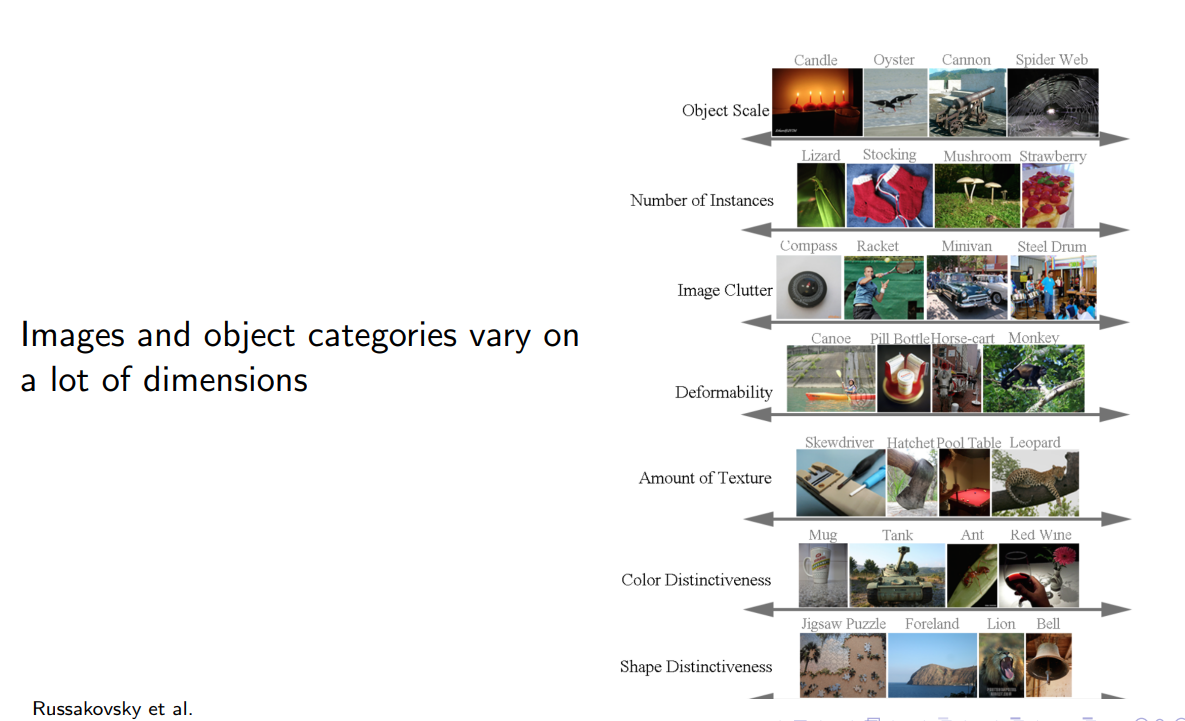 Candle Oyster Cannon Spider Web
Object Scale
Lizard Stocking Mushroom Strawberry
Number of Instances
Compass Racket Minivan Steel Drum
Image Clutter
Canoe Pill Bottle Horse-cart Monkey
Images and object categories vary on
a lot of dimensions
Deformability
Skewdriver Hatchet Pool Table Leopard
Amount of Texture
Mug Tank Ant Red Wine
Color Distinctiveness
Jigsaw Puzzle Foreland Lion Bell
Shape Distinctiveness
Russakovsky et al.